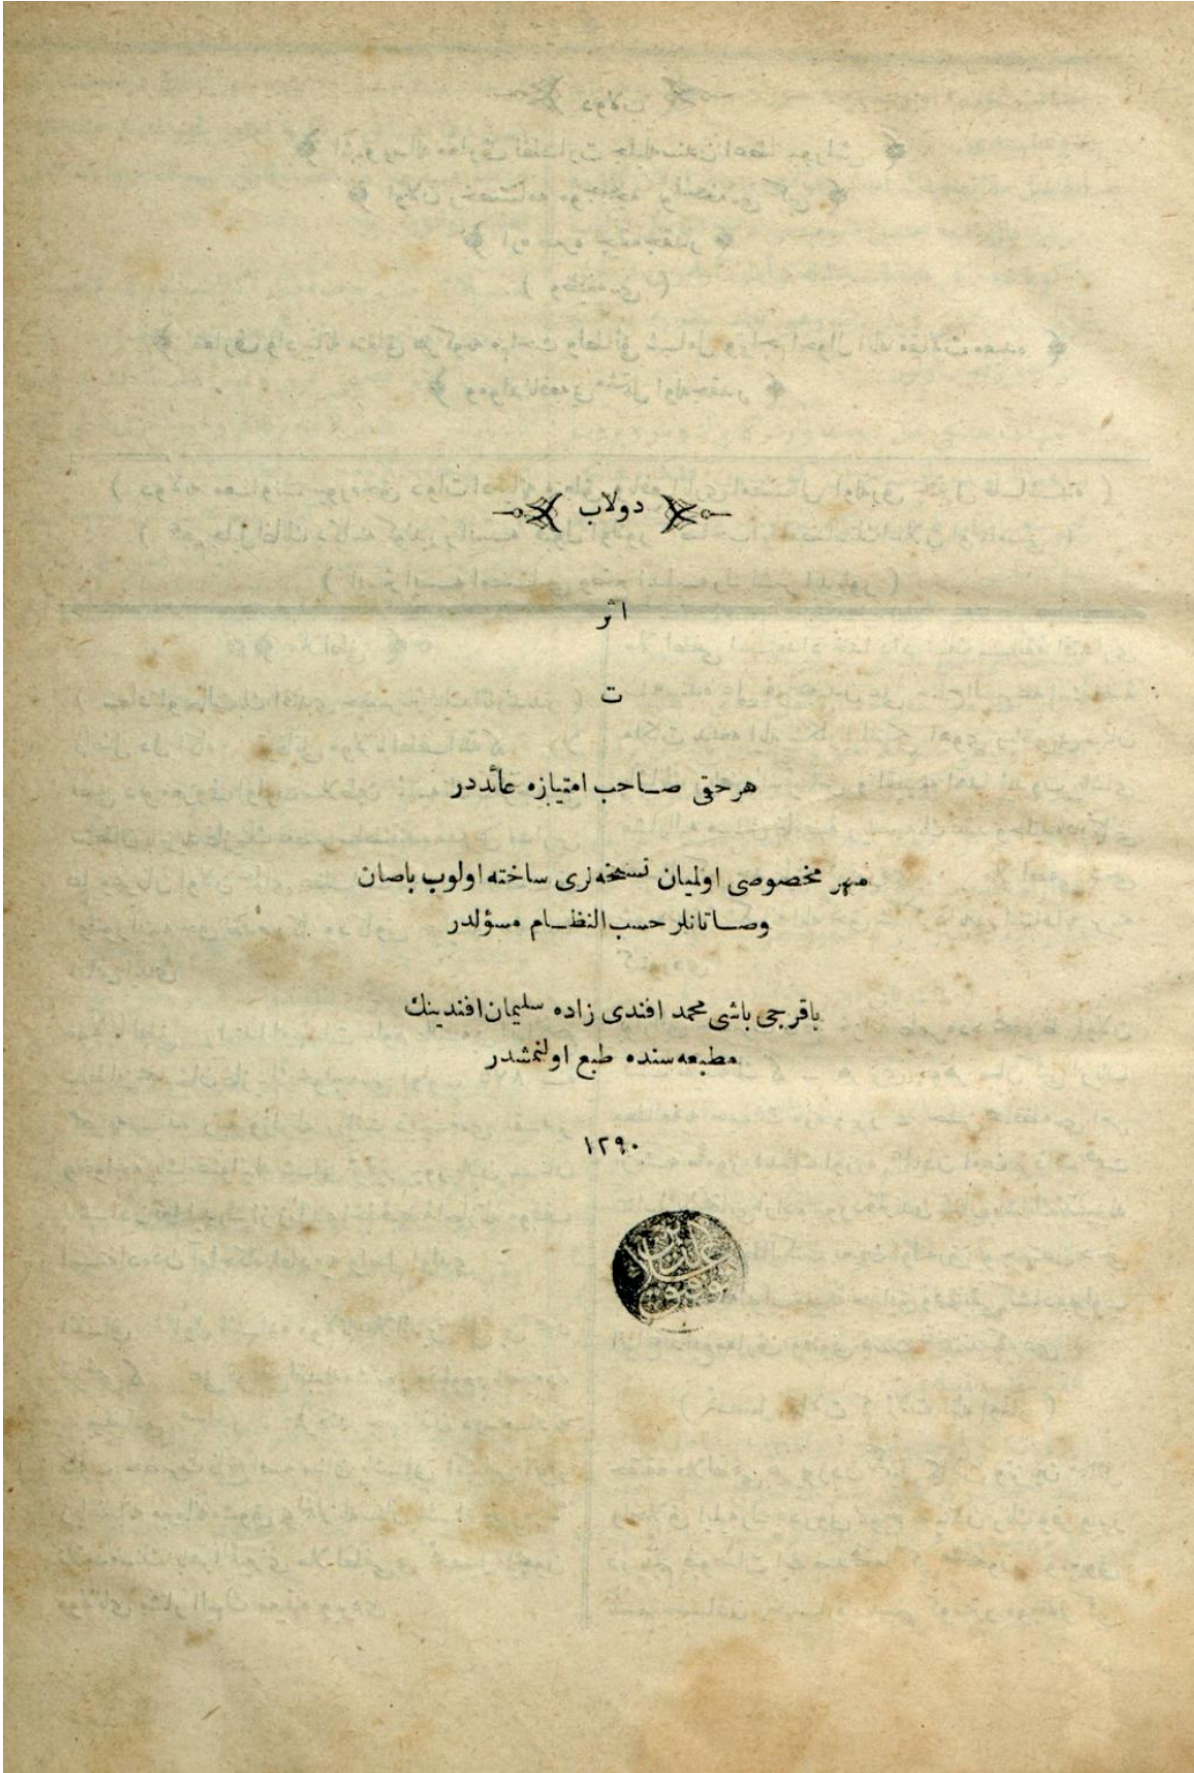 دولاب
اثر
ت
هر حقی صاحب امتیازه عائددر
مهر مخصوصی اولمیان نسخه‌لری ساخته اولوب باصان
وصاتانلر حسب النظام مسؤلدر
باقرجی باشی محمد افندی زاده سلیمان افندینك
مطبعه سنده طبع اولنمشدر
١٢٩٠